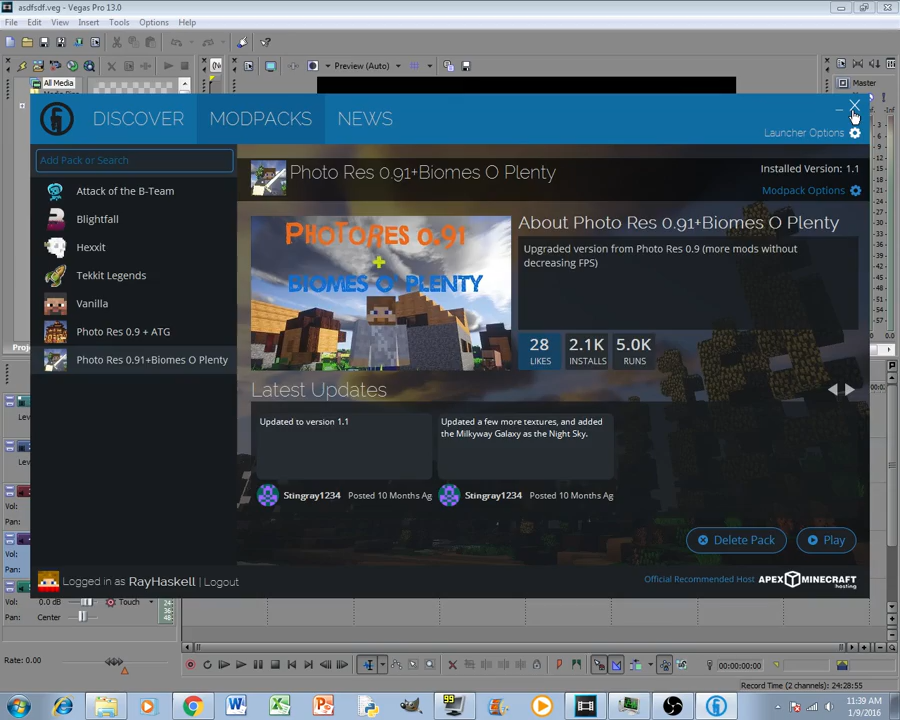 asdfsdf.veg - Vegas Pro 13.0
File Edit View Insert Tools Options Help
Preview (Auto)
All Media
Master
DISCOVER MODPACKS NEWS
Launcher Options
Add Pack or Search
Attack of the B-Team
Blightfall
Hexxit
Tekkit Legends
Vanilla
Photo Res 0.9 + ATG
Photo Res 0.91+Biomes O Plenty
Photo Res 0.91+Biomes O Plenty
Installed Version: 1.1
Modpack Options
PHOTORES 0.91
+
BIOMES O' PLENTY
About Photo Res 0.91+Biomes O Plenty
Upgraded version from Photo Res 0.9 (more mods without
decreasing FPS)
28 2.1K 5.0K
LIKES INSTALLS RUNS
Latest Updates
Updated to version 1.1
Updated a few more textures, and added
the Milkyway Galaxy as the Night Sky.
Stingray1234 Posted 10 Months Ag
Stingray1234 Posted 10 Months Ag
Delete Pack
Play
Logged in as RayHaskell | Logout
Official Recommended Host APEX MINECRAFT
hosting
Vol: 0.0 dB Touch
Pan: Center
Rate: 0.00
00:00:00:00
Record Time (2 channels): 24:28:55
99
11:39 AM
1/9/2016